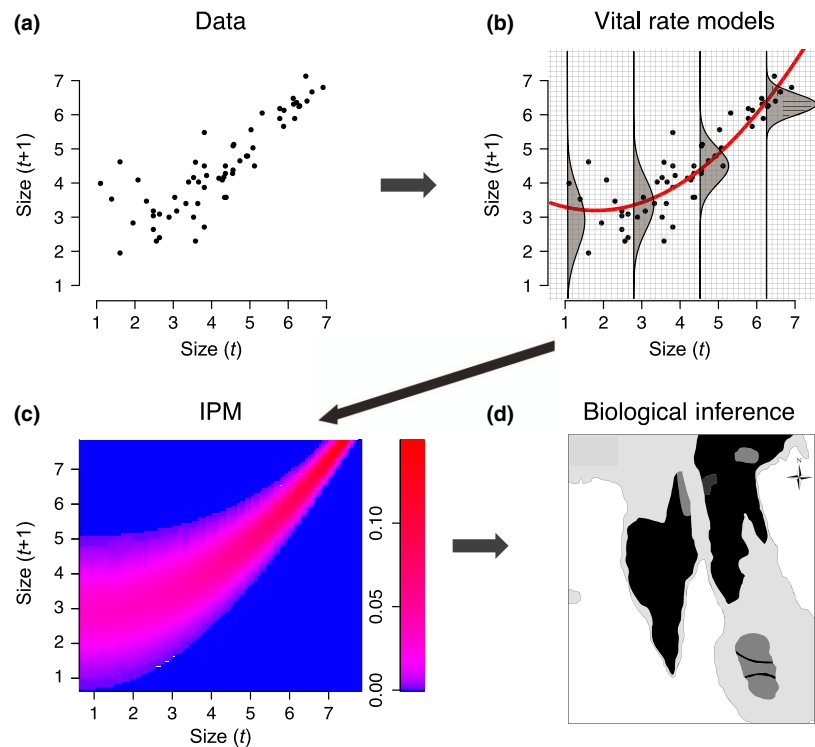 (a) Data
7
6
5
4
3
2
1
Size (t+1)
1 2 3 4 5 6 7
Size (t)
(b) Vital rate models
7
6
5
4
3
2
1
Size (t+1)
1 2 3 4 5 6 7
Size (t)
(c) IPM
7
6
5
4
3
2
1
Size (t+1)
1 2 3 4 5 6 7
Size (t)
0.10
0.05
0.00
(d) Biological inference
N